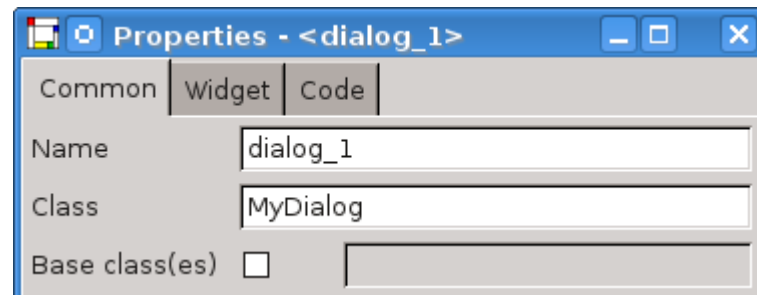 Properties - <dialog_1>
Common Widget Code
Name dialog_1
Class MyDialog
Base class(es)